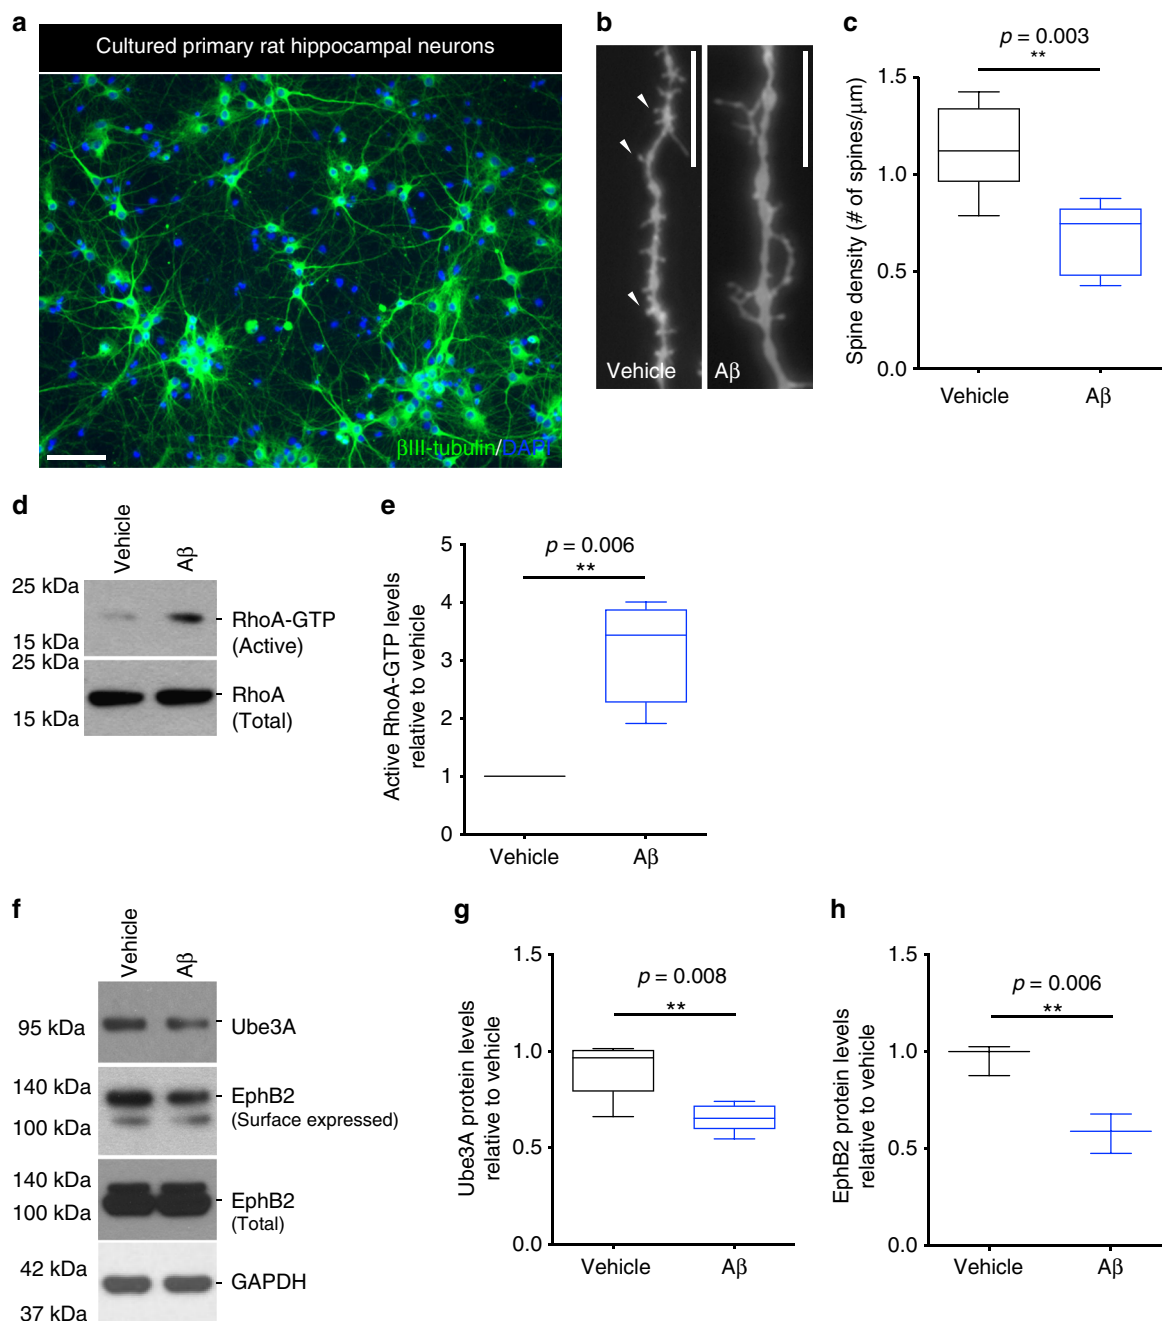 a
Cultured primary rat hippocampal neurons
βIII-tubulin/DAPI
b
Vehicle
Aβ
c
p = 0.003
**
Spine density (# of spines/μm)
1.5
1.0
0.5
0.0
Vehicle
Aβ
d
Vehicle
Aβ
25 kDa
15 kDa
RhoA-GTP
(Active)
25 kDa
15 kDa
RhoA
(Total)
e
p = 0.006
**
Active RhoA-GTP levels
relative to vehicle
5
4
3
2
1
0
Vehicle
Aβ
f
Vehicle
Aβ
95 kDa
Ube3A
140 kDa
100 kDa
EphB2
(Surface expressed)
140 kDa
100 kDa
EphB2
(Total)
42 kDa
37 kDa
GAPDH
g
p = 0.008
**
Ube3A protein levels
relative to vehicle
1.5
1.0
0.5
0.0
Vehicle
Aβ
h
p = 0.006
**
EphB2 protein levels
relative to vehicle
1.5
1.0
0.5
0.0
Vehicle
Aβ